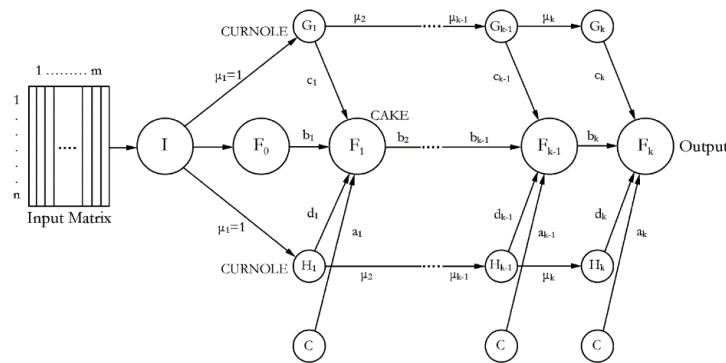 G₁ μ₂ μₖ₋₁ Gₖ₋₁ μₖ Gₖ
CURNOLE
1 ......... m
μ₁=1 c₁ cₖ₋₁ cₖ
CAKE
1
.
.
.
.
.
n
....
I F₀ b₁ F₁ b₂ .... bₖ₋₁ Fₖ₋₁ bₖ Fₖ Output
Input Matrix
μ₁=1 d₁ a₁ dₖ₋₁ aₖ₋₁ dₖ aₖ
CURNOLE
H₁ μ₂ .... μₖ₋₁ Hₖ₋₁ μₖ Hₖ
C C C